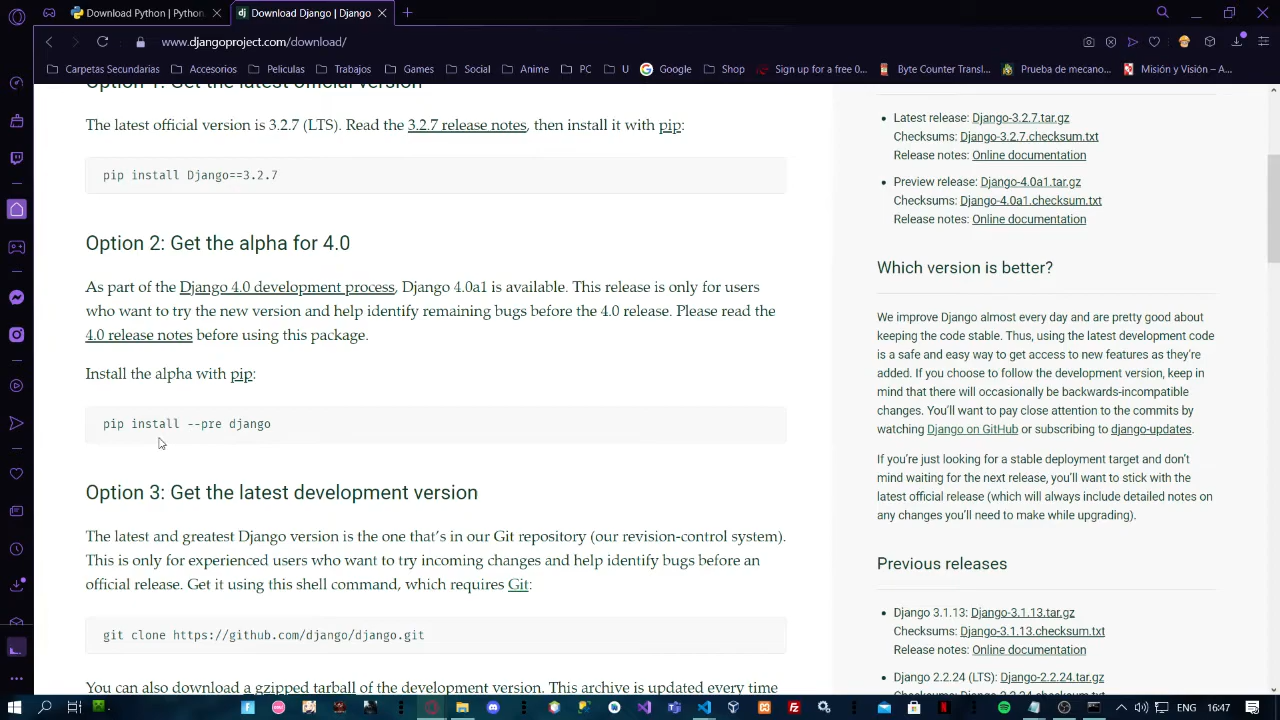 Download Python | Python.
Download Django | Django
www.djangoproject.com/download/
Carpetas Secundarias
Accesorios
Peliculas
Trabajos
Games
Social
Anime
PC
U
Google
Shop
Sign up for a free 0...
Byte Counter Transl...
Prueba de mecano...
Misión y Visión – A...
The latest official version is 3.2.7 (LTS). Read the 3.2.7 release notes, then install it with pip:
pip install Django==3.2.7
Option 2: Get the alpha for 4.0
As part of the Django 4.0 development process, Django 4.0a1 is available. This release is only for users
who want to try the new version and help identify remaining bugs before the 4.0 release. Please read the
4.0 release notes before using this package.
Install the alpha with pip:
pip install --pre django
Option 3: Get the latest development version
The latest and greatest Django version is the one that's in our Git repository (our revision-control system).
This is only for experienced users who want to try incoming changes and help identify bugs before an
official release. Get it using this shell command, which requires Git:
git clone https://github.com/django/django.git
You can also download a gzipped tarball of the development version. This archive is updated every time
Latest release: Django-3.2.7.tar.gz
Checksums: Django-3.2.7.checksum.txt
Release notes: Online documentation
Preview release: Django-4.0a1.tar.gz
Checksums: Django-4.0a1.checksum.txt
Release notes: Online documentation
Which version is better?
We improve Django almost every day and are pretty good about
keeping the code stable. Thus, using the latest development code
is a safe and easy way to get access to new features as they're
added. If you choose to follow the development version, keep in
mind that there will occasionally be backwards-incompatible
changes. You'll want to pay close attention to the commits by
watching Django on GitHub or subscribing to django-updates.
If you're just looking for a stable deployment target and don't
mind waiting for the next release, you'll want to stick with the
latest official release (which will always include detailed notes on
any changes you'll need to make while upgrading).
Previous releases
Django 3.1.13: Django-3.1.13.tar.gz
Checksums: Django-3.1.13.checksum.txt
Release notes: Online documentation
Django 2.2.24 (LTS): Django-2.2.24.tar.gz
ENG
16:47